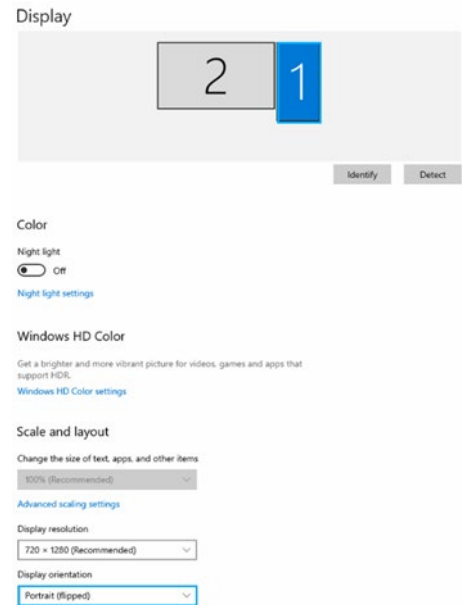 Display
2
1
Identify Detect
Color
Night light
Off
Night light settings
Windows HD Color
Get a brighter and more vibrant picture for videos, games and apps that
support HDR.
Windows HD Color settings
Scale and layout
Change the size of text, apps, and other items
100% (Recommended)
Advanced scaling settings
Display resolution
720 × 1280 (Recommended)
Display orientation
Portrait (flipped)